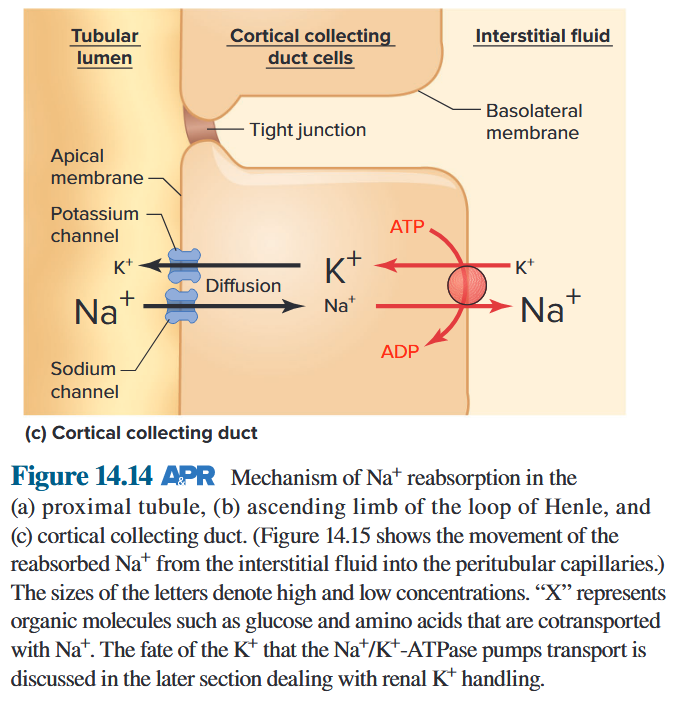 Tubular
lumen
Cortical collecting
duct cells
Interstitial fluid
Tight junction
Basolateral
membrane
Apical
membrane
Potassium
channel
ATP
K⁺
Diffusion
K⁺
K⁺
Na⁺
Na⁺
Na⁺
ADP
Sodium
channel
(c) Cortical collecting duct
Figure 14.14 A&PR Mechanism of Na⁺ reabsorption in the
(a) proximal tubule, (b) ascending limb of the loop of Henle, and
(c) cortical collecting duct. (Figure 14.15 shows the movement of the
reabsorbed Na⁺ from the interstitial fluid into the peritubular capillaries.)
The sizes of the letters denote high and low concentrations. “X” represents
organic molecules such as glucose and amino acids that are cotransported
with Na⁺. The fate of the K⁺ that the Na⁺/K⁺-ATPase pumps transport is
discussed in the later section dealing with renal K⁺ handling.